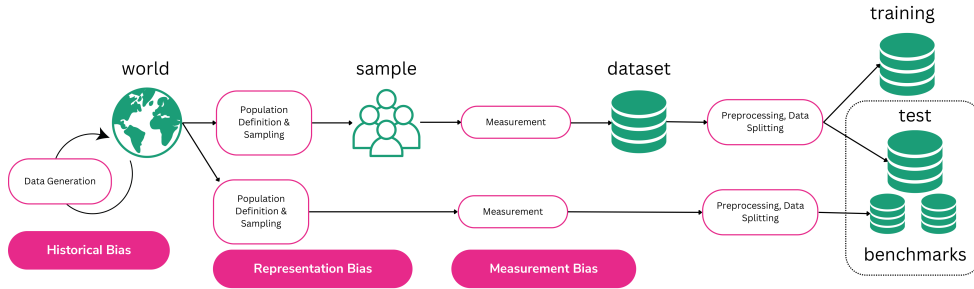 training
world
sample
dataset
Population
Definition &
Sampling
Measurement
Preprocessing, Data
Splitting
test
Data Generation
Population
Definition &
Sampling
Measurement
Preprocessing, Data
Splitting
benchmarks
Historical Bias
Representation Bias
Measurement Bias